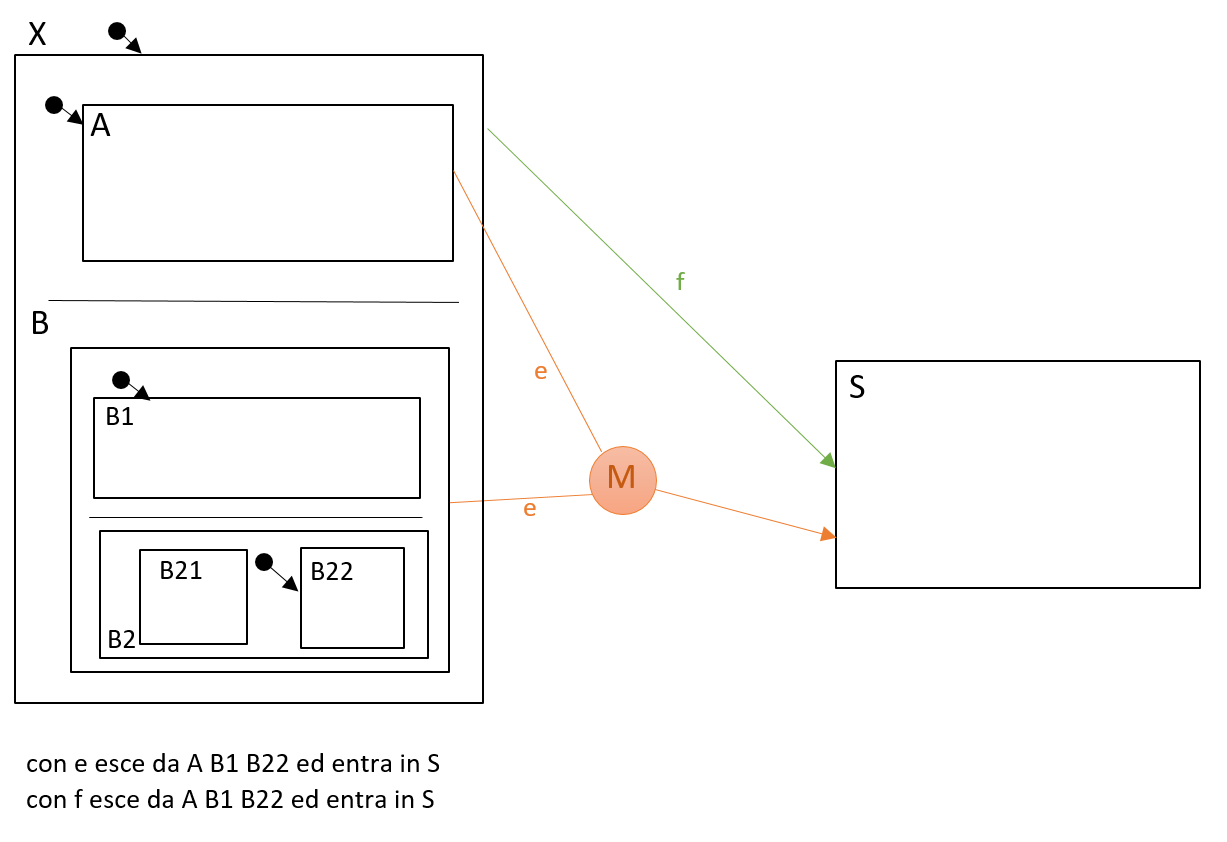 X
A
f
B
e
S
B1
M
e
B21
B22
B2
con e esce da A B1 B22 ed entra in S
con f esce da A B1 B22 ed entra in S